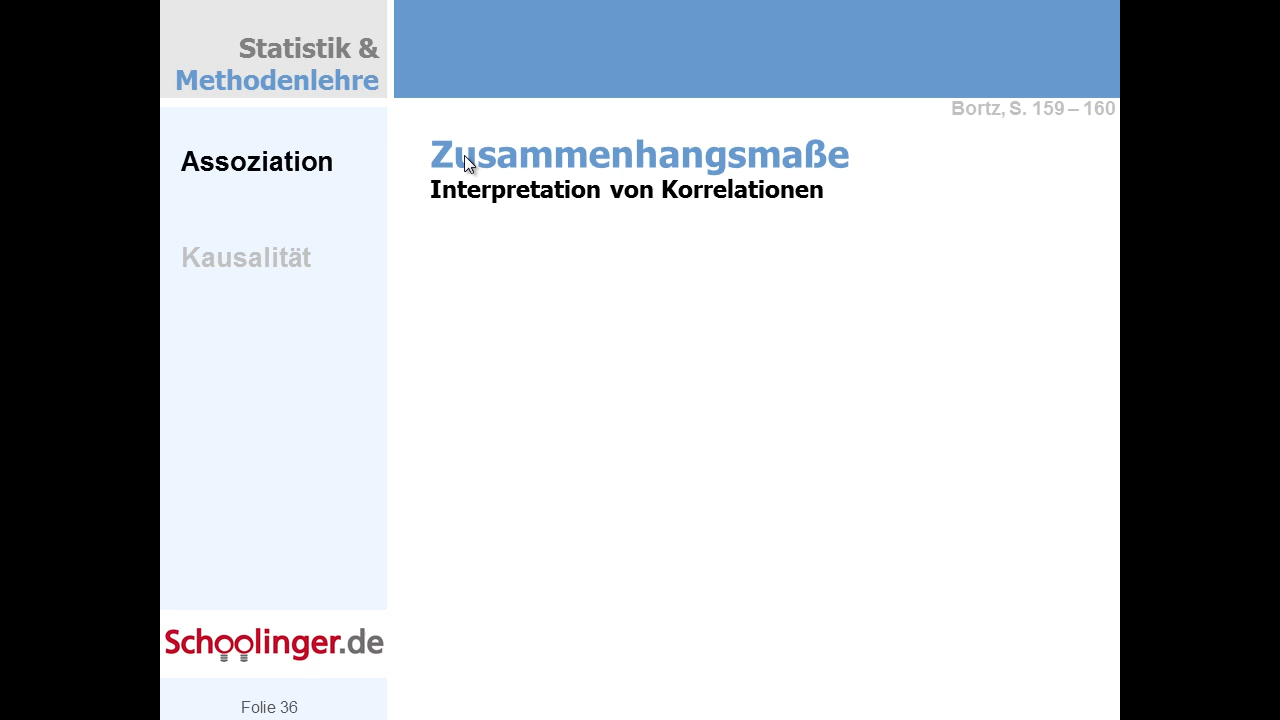 Statistik &
Methodenlehre
Bortz, S. 159 – 160
Assoziation
Kausalität
Zusammenhangsmaße
Interpretation von Korrelationen
Schoolinger.de
Folie 36